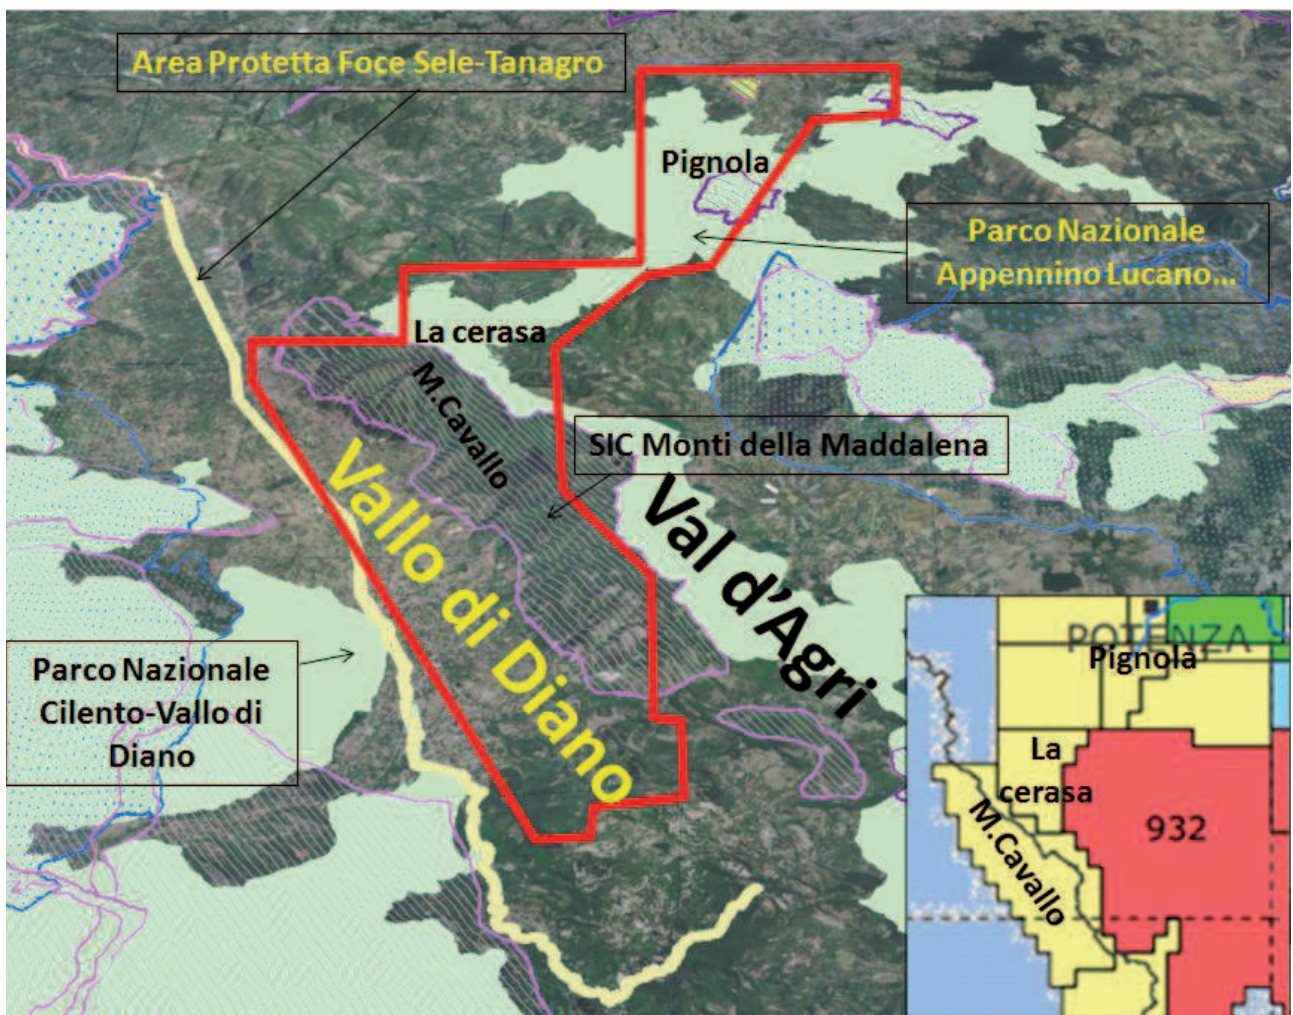 Area Protetta Foce Sele-Tanagro
Pignola
Parco Nazionale
Appennino Lucano...
La cerasa
M.Cavallo
SIC Monti della Maddalena
Vallo di Diano
Val d'Agri
Parco Nazionale
Cilento-Vallo di
Diano
POTENZA
Pignola
La
cerasa
932
M.Cavallo